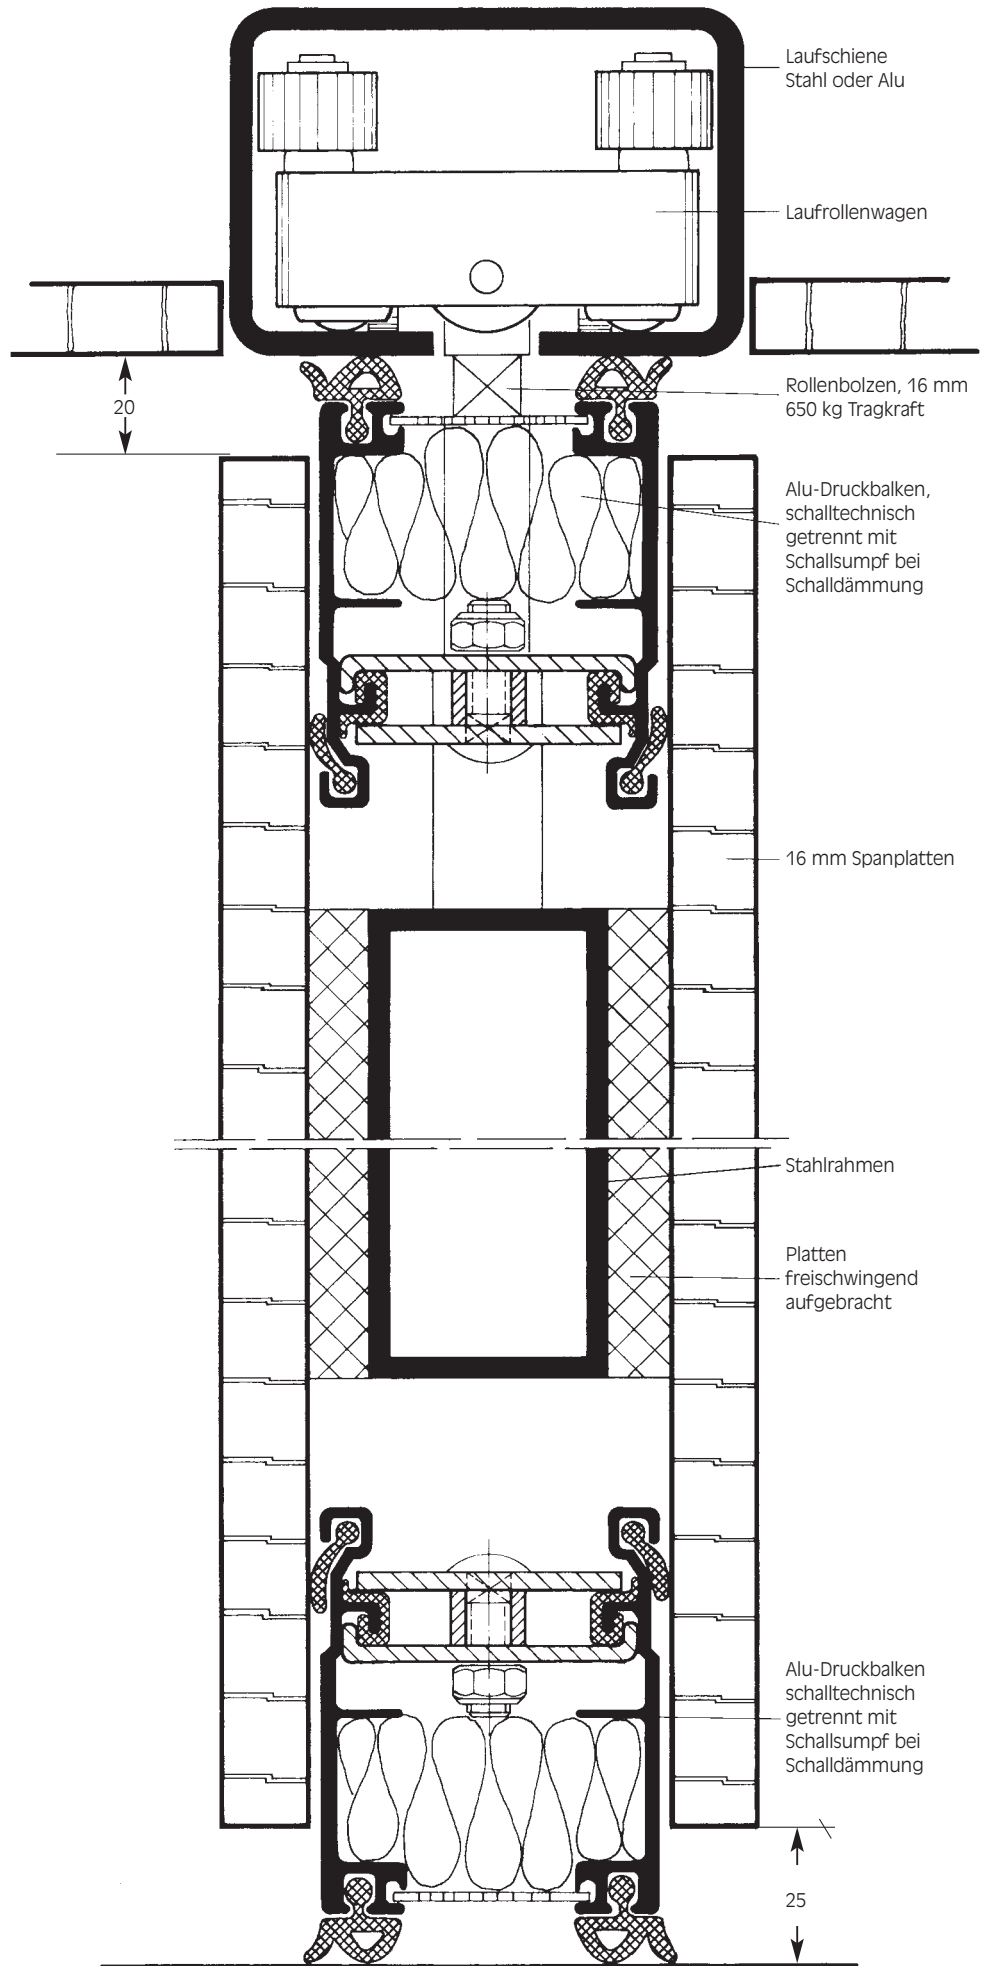 Laufschiene
Stahl oder Alu
Laufrollenwagen
Rollenbolzen, 16 mm
650 kg Tragkraft
20
Alu-Druckbalken,
schalltechnisch
getrennt mit
Schallsumpf bei
Schalldämmung
16 mm Spanplatten
Stahlrahmen
Platten
freischwingend
aufgebracht
Alu-Druckbalken
schalltechnisch
getrennt mit
Schallsumpf bei
Schalldämmung
25